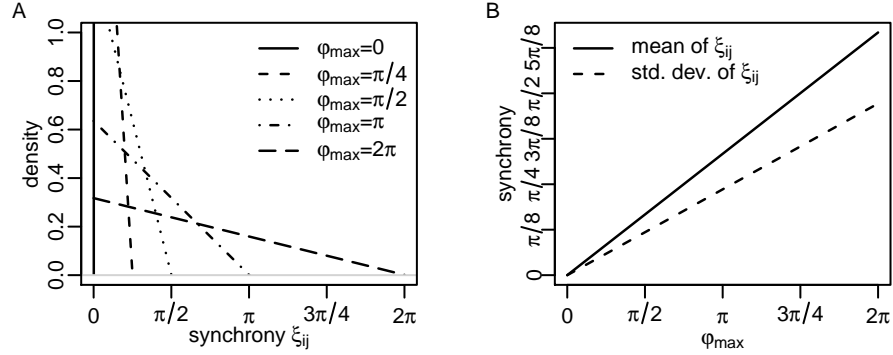 A
density
0.0
0.2
0.4
0.6
0.8
1.0
φmax=0
φmax=π/4
φmax=π/2
φmax=π
φmax=2π
0
π/2
π
3π/4
2π
synchrony ξij
B
synchrony
0
π/8
π/4
3π/8
π/2
5π/8
mean of ξij
std. dev. of ξij
0
π/2
π
3π/4
2π
φmax